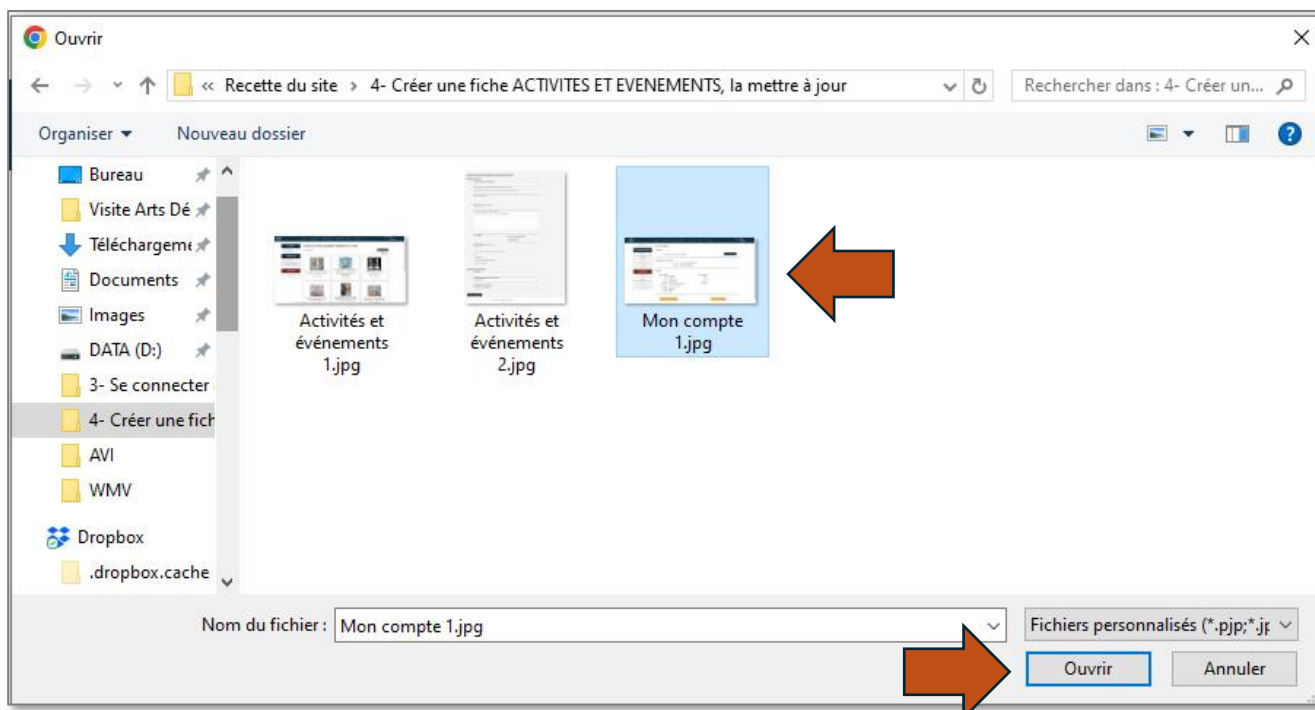 Ouvrir
« Recette du site > 4- Créer une fiche ACTIVITES ET EVENEMENTS, la mettre à jour
Rechercher dans : 4- Créer un...
Organiser
Nouveau dossier
?
Bureau
Visite Arts Dé
Téléchargeme
Documents
Images
DATA (D:)
3- Se connecter
4- Créer une fich
AVI
WMV
Dropbox
.dropbox.cache
Activités et
événements
1.jpg
Activités et
événements
2.jpg
Mon compte
1.jpg
Nom du fichier :
Mon compte 1.jpg
Fichiers personnalisés (*.pjp;*.jp
Ouvrir
Annuler